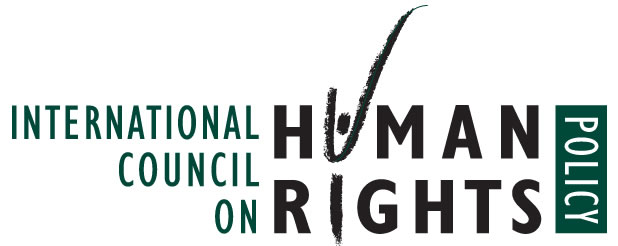 INTERNATIONAL
COUNCIL
ON
HUMAN
RIGHTS
POLICY